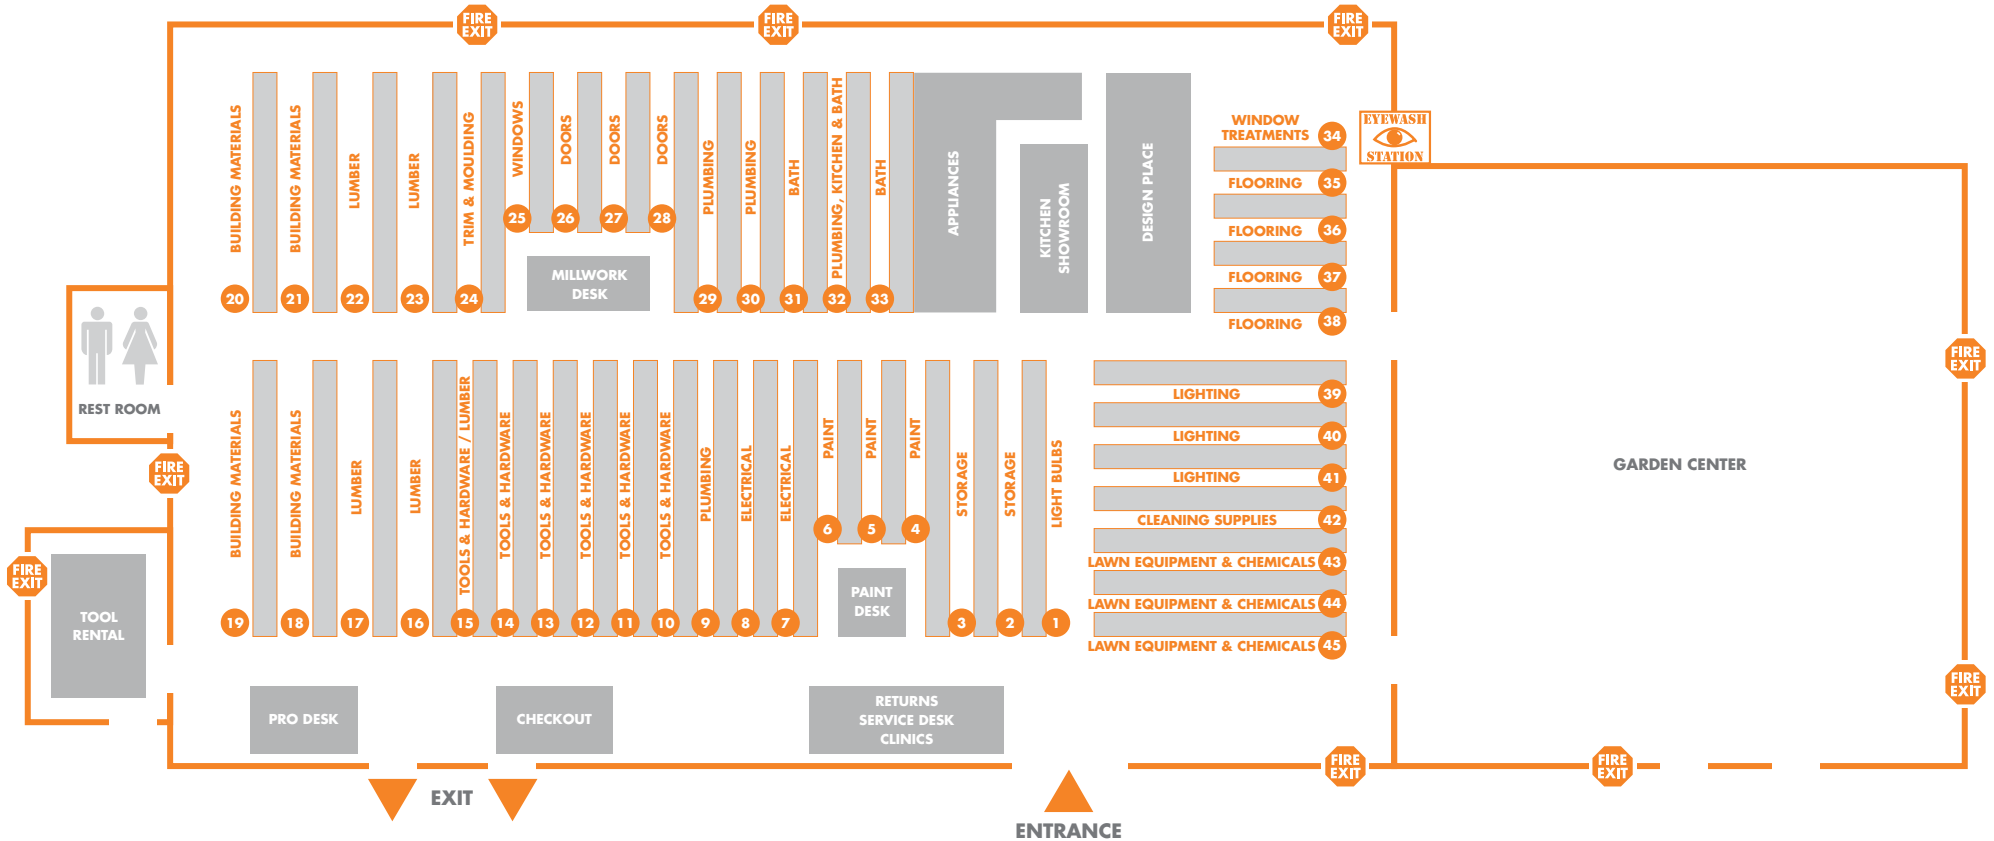 FIRE
EXIT
FIRE
EXIT
FIRE
EXIT
BUILDING MATERIALS
20
BUILDING MATERIALS
21
LUMBER
22
LUMBER
23
TRIM & MOULDING
24
WINDOWS
25
DOORS
26
DOORS
27
DOORS
28
MILLWORK
DESK
PLUMBING
29
PLUMBING
30
BATH
31
PLUMBING, KITCHEN & BATH
32
BATH
33
APPLIANCES
KITCHEN
SHOWROOM
DESIGN PLACE
WINDOW
TREATMENTS 34
FLOORING 35
FLOORING 36
FLOORING 37
FLOORING 38
EYEWASH
STATION
REST ROOM
FIRE
EXIT
FIRE
EXIT
TOOL
RENTAL
BUILDING MATERIALS
19
BUILDING MATERIALS
18
LUMBER
17
LUMBER
16
TOOLS & HARDWARE / LUMBER
15
TOOLS & HARDWARE
14
TOOLS & HARDWARE
13
TOOLS & HARDWARE
12
TOOLS & HARDWARE
11
TOOLS & HARDWARE
10
PLUMBING
9
ELECTRICAL
8
ELECTRICAL
7
PAINT
6
PAINT
5
PAINT
4
PAINT
DESK
STORAGE
3
STORAGE
2
LIGHT BULBS
1
LIGHTING 39
LIGHTING 40
LIGHTING 41
CLEANING SUPPLIES 42
LAWN EQUIPMENT & CHEMICALS 43
LAWN EQUIPMENT & CHEMICALS 44
LAWN EQUIPMENT & CHEMICALS 45
GARDEN CENTER
FIRE
EXIT
FIRE
EXIT
PRO DESK
CHECKOUT
RETURNS
SERVICE DESK
CLINICS
FIRE
EXIT
FIRE
EXIT
EXIT
ENTRANCE